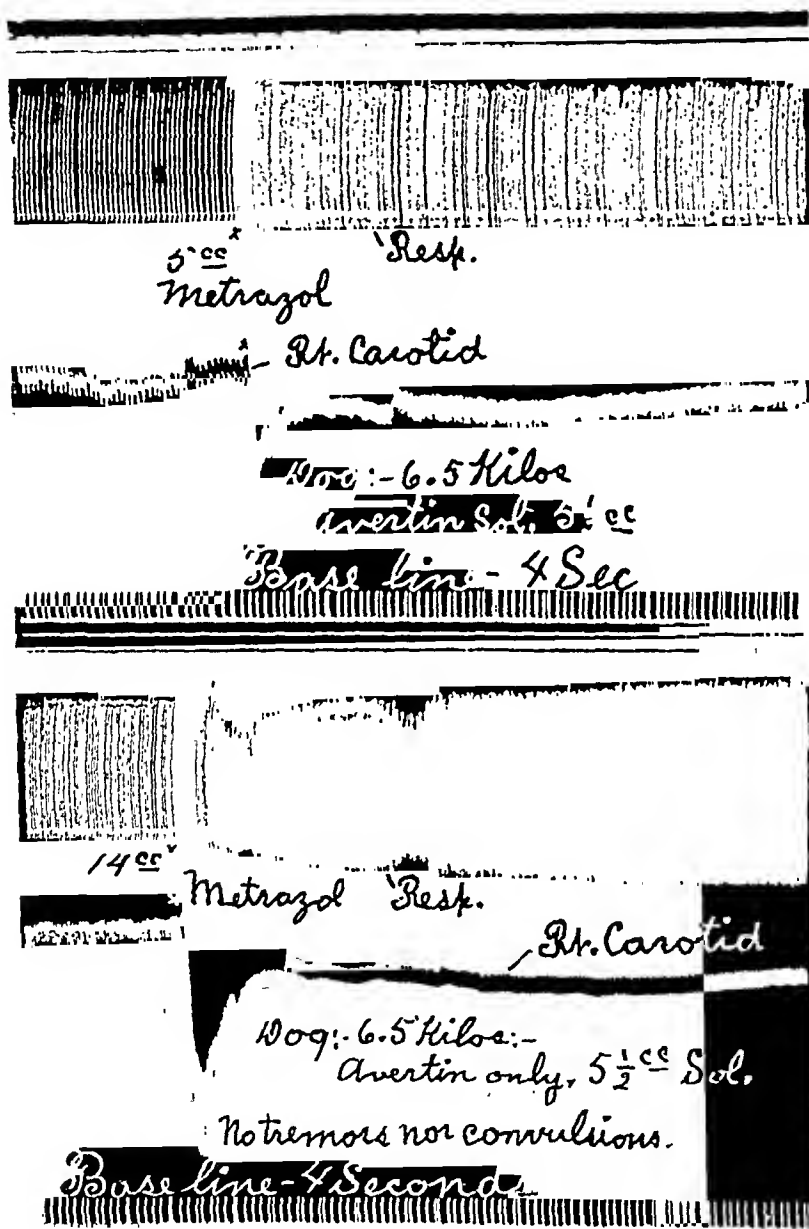 5 cc
Resp.
Metrazol
Rt. Carotid
Dog:- 6.5 Kilos
Avertin Sol. cc
Base line - 4 Sec
14 cc
Metrazol Resp.
Rt. Carotid
Dog:- 6.5 Kilos:-
Avertin only, 5 1/2 cc Sol.
No tremors nor convulsions.
Base line - 4 Seconds